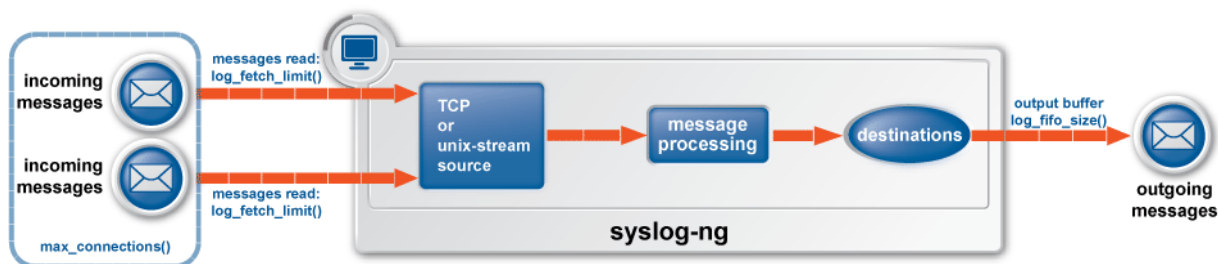 incoming
messages
messages read:
log_fetch_limit()
incoming
messages
messages read:
log_fetch_limit()
max_connections()
TCP
or
unix-stream
source
message
processing
destinations
output buffer
log_fifo_size()
outgoing
messages
syslog-ng